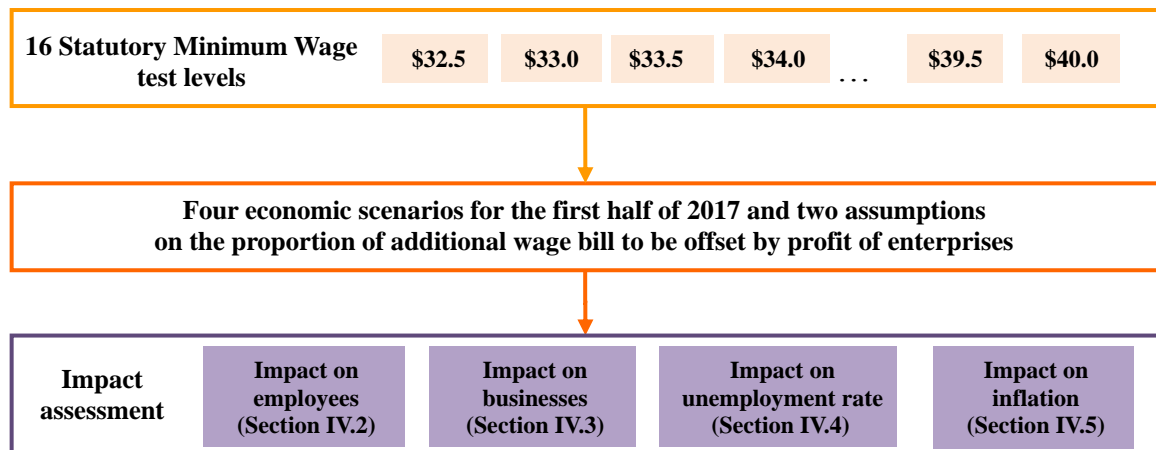 16 Statutory Minimum Wage
test levels
$32.5 $33.0 $33.5 $34.0 ... $39.5 $40.0
Four economic scenarios for the first half of 2017 and two assumptions
on the proportion of additional wage bill to be offset by profit of enterprises
Impact
assessment
Impact on
employees
(Section IV.2)
Impact on
businesses
(Section IV.3)
Impact on
unemployment rate
(Section IV.4)
Impact on
inflation
(Section IV.5)